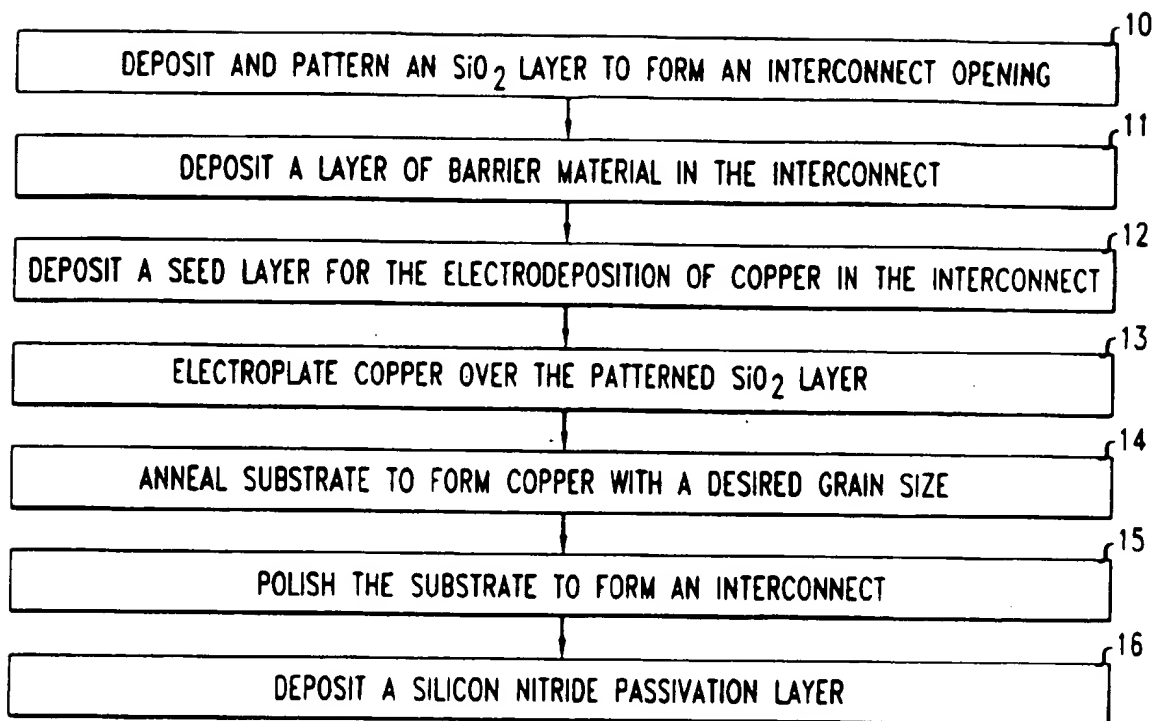 10
DEPOSIT AND PATTERN AN SiO2 LAYER TO FORM AN INTERCONNECT OPENING
11
DEPOSIT A LAYER OF BARRIER MATERIAL IN THE INTERCONNECT
12
DEPOSIT A SEED LAYER FOR THE ELECTRODEPOSITION OF COPPER IN THE INTERCONNECT
13
ELECTROPLATE COPPER OVER THE PATTERNED SiO2 LAYER
14
ANNEAL SUBSTRATE TO FORM COPPER WITH A DESIRED GRAIN SIZE
15
POLISH THE SUBSTRATE TO FORM AN INTERCONNECT
16
DEPOSIT A SILICON NITRIDE PASSIVATION LAYER